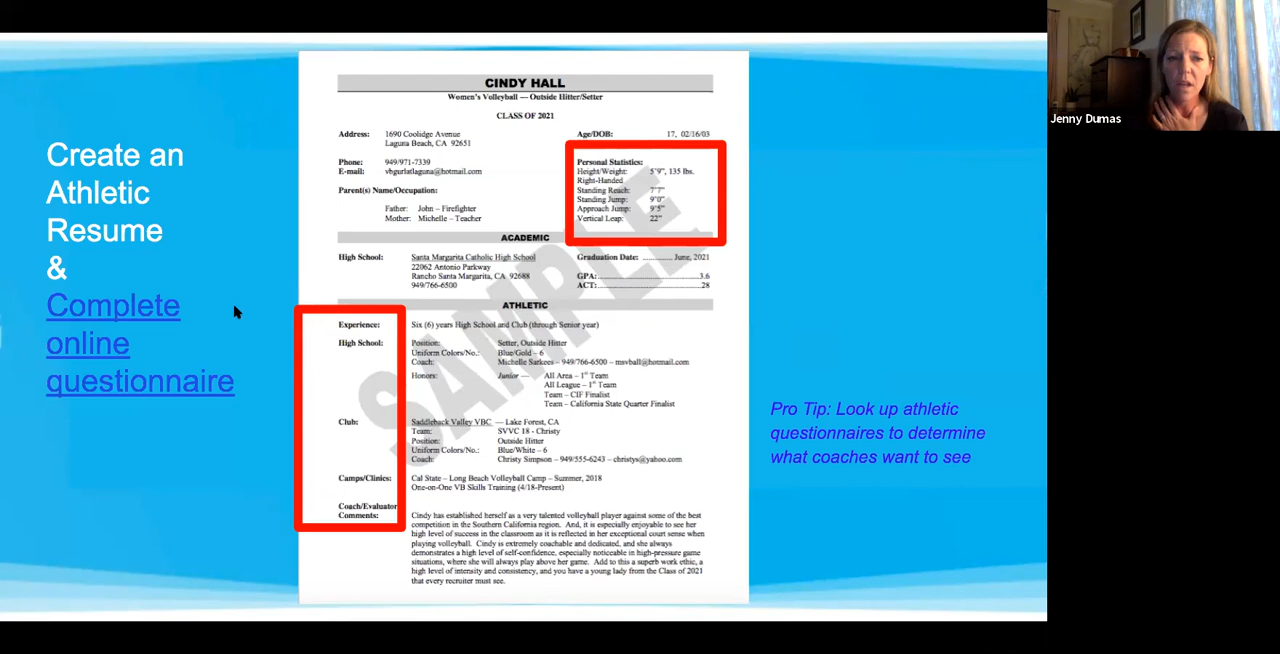 Create an
Athletic
Resume
&
Complete
online
questionnaire
CINDY HALL
Women's Volleyball — Outside Hitter/Setter
CLASS OF 2021
Address: 1690 Coolidge Avenue
Laguna Beach, CA 92651
Age/DOB: 17, 02/16/03
Phone: 949/971-7339
E-mail: vbgurlatlaguna@hotmail.com
Parent(s) Name/Occupation:
Father: John – Firefighter
Mother: Michelle – Teacher
Personal Statistics:
Height/Weight: 5'9", 135 lbs.
Right-Handed
Standing Reach: 7'7"
Standing Jump: 9'0"
Approach Jump: 9'5"
Vertical Leap: 22"
ACADEMIC
High School: Santa Margarita Catholic High School
22062 Antonio Parkway
Rancho Santa Margarita, CA 92688
949/766-6500
Graduation Date: .............. June, 2021
GPA:.......................................3.6
ACT:.......................................28
ATHLETIC
Experience: Six (6) years High School and Club (through Senior year)
High School: Position: Setter, Outside Hitter
Uniform Colors/No.: Blue/Gold – 6
Coach: Michelle Sarkees – 949/766-6500 – msvball@hotmail.com
Honors: Junior — All Area – 1st Team
All League – 1st Team
Team – CIF Finalist
Team – California State Quarter Finalist
Club: Saddleback Valley VBC — Lake Forest, CA
Team: SVVC 18 - Christy
Position: Outside Hitter
Uniform Colors/No.: Blue/White – 6
Coach: Christy Simpson – 949/555-6243 – christys@yahoo.com
Camps/Clinics: Cal State – Long Beach Volleyball Camp – Summer, 2018
One-on-One VB Skills Training (4/18-Present)
Coach/Evaluator
Comments: Cindy has established herself as a very talented volleyball player against some of the best
competition in the Southern California region. And, it is especially enjoyable to see her
high level of success in the classroom as it is reflected in her exceptional court sense when
playing volleyball. Cindy is extremely coachable and dedicated, and she always
demonstrates a high level of self-confidence, especially noticeable in high-pressure game
situations, where she will always play above her game. Add to this a superb work ethic, a
high level of intensity and consistency, and you have a young lady from the Class of 2021
that every recruiter must see.
SAMPLE
Pro Tip: Look up athletic
questionnaires to determine
what coaches want to see
Jenny Dumas